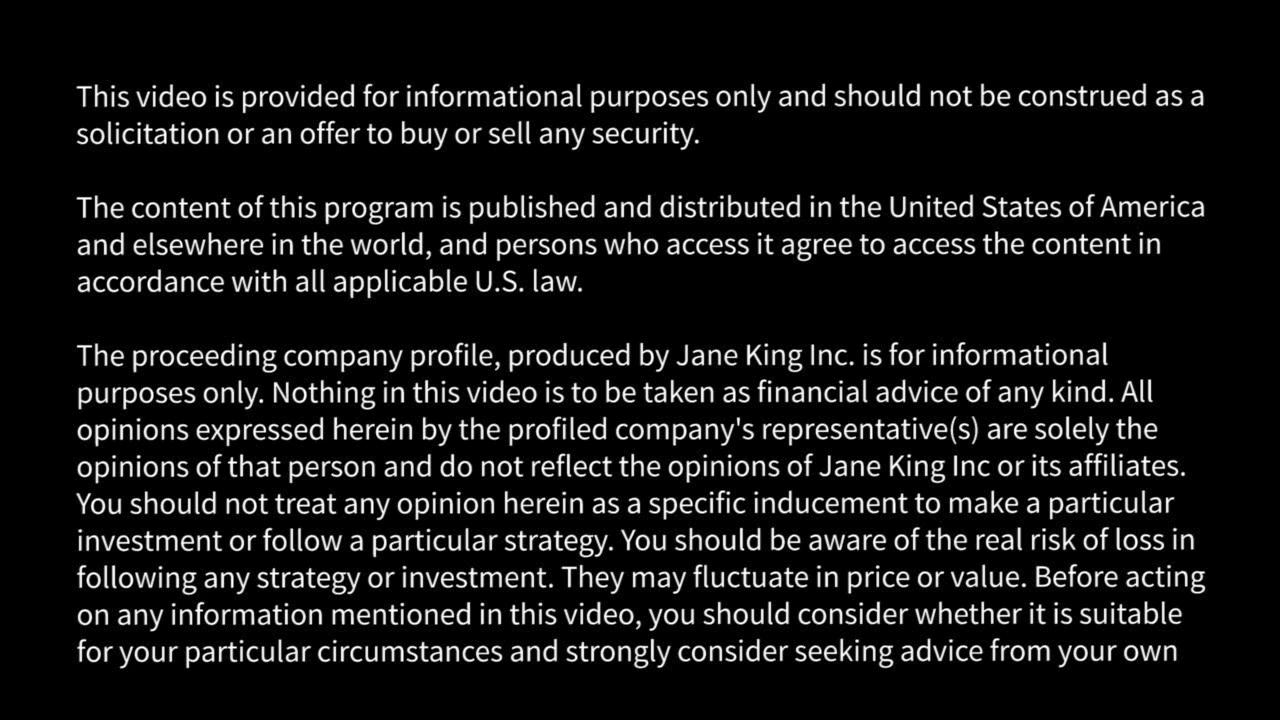 This video is provided for informational purposes only and should not be construed as a
solicitation or an offer to buy or sell any security.
The content of this program is published and distributed in the United States of America
and elsewhere in the world, and persons who access it agree to access the content in
accordance with all applicable U.S. law.
The proceeding company profile, produced by Jane King Inc. is for informational
purposes only. Nothing in this video is to be taken as financial advice of any kind. All
opinions expressed herein by the profiled company's representative(s) are solely the
opinions of that person and do not reflect the opinions of Jane King Inc or its affiliates.
You should not treat any opinion herein as a specific inducement to make a particular
investment or follow a particular strategy. You should be aware of the real risk of loss in
following any strategy or investment. They may fluctuate in price or value. Before acting
on any information mentioned in this video, you should consider whether it is suitable
for your particular circumstances and strongly consider seeking advice from your own